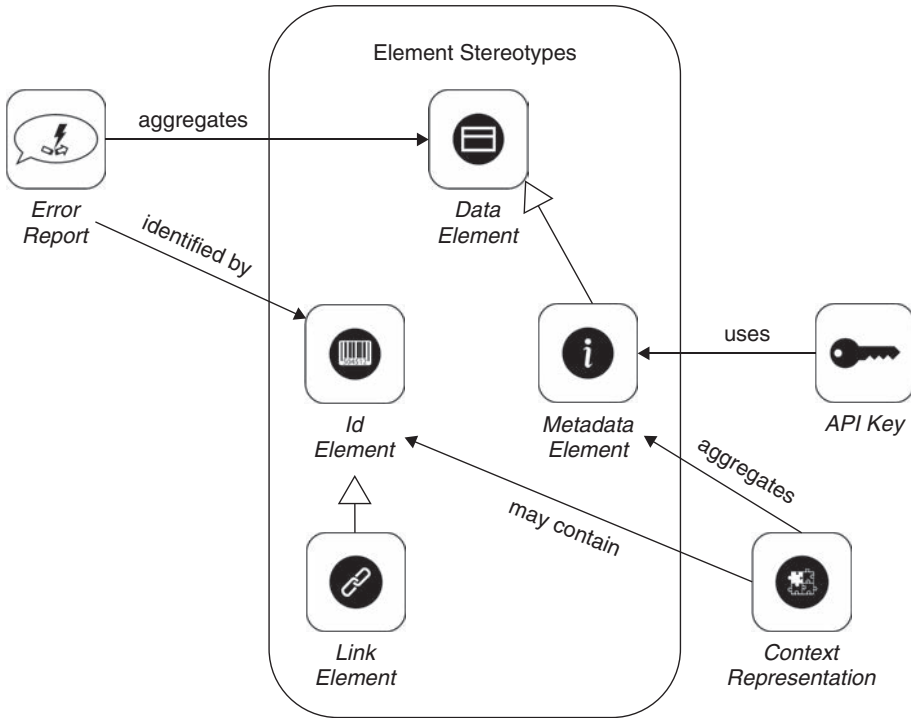 Element Stereotypes
aggregates
Error
Report
Data
Element
identified by
uses
Id
Element
Metadata
Element
API Key
aggregates
may contain
Link
Element
Context
Representation